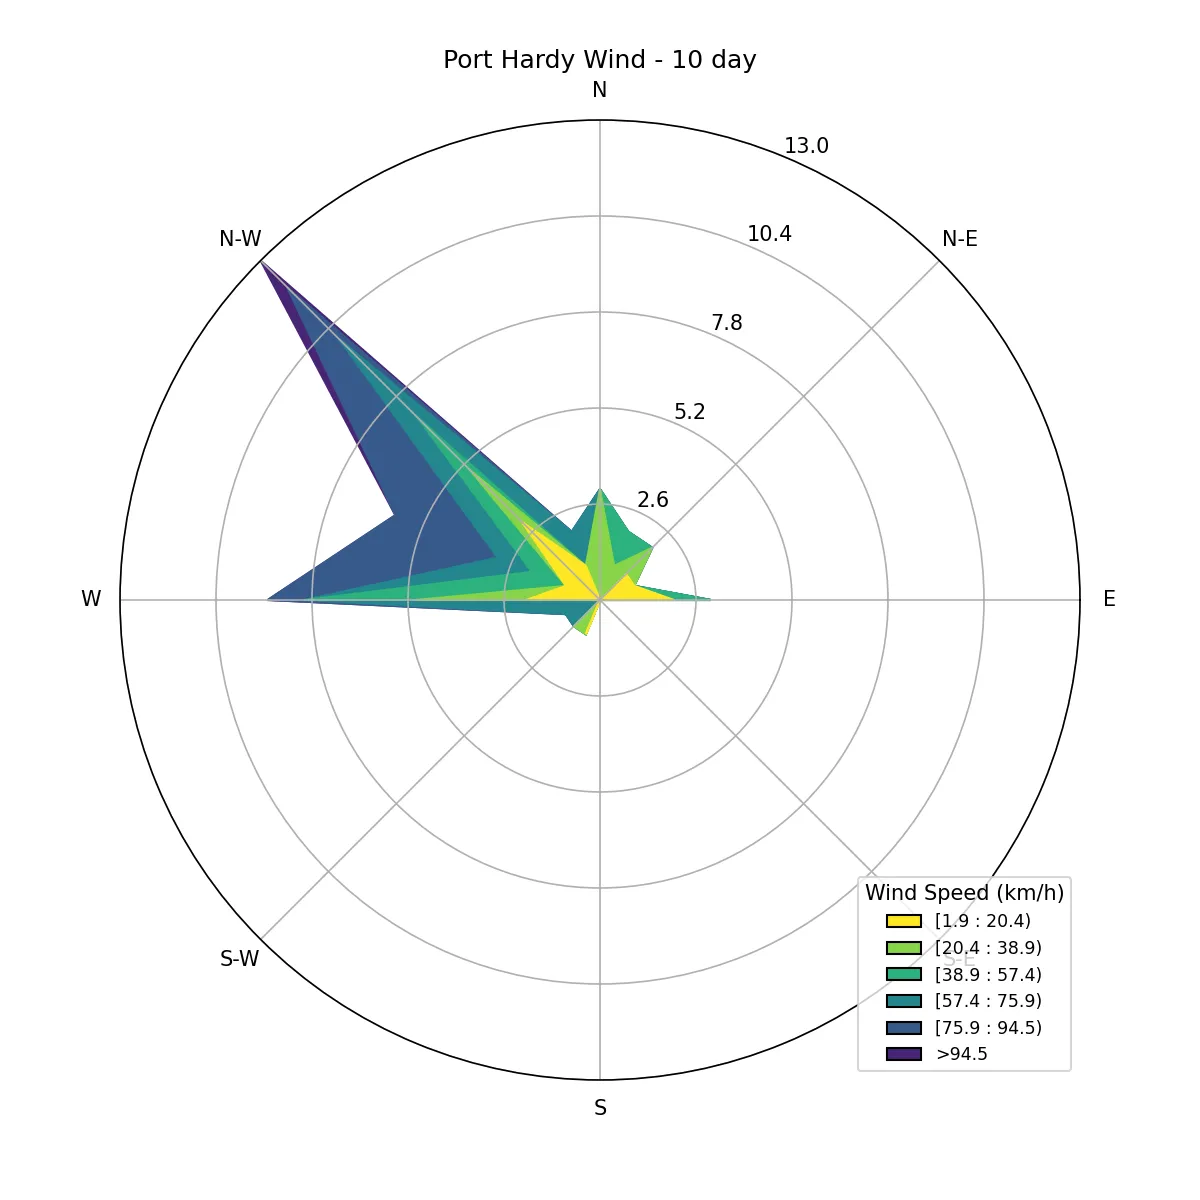 Port Hardy Wind - 10 day
N
13.0
10.4
N-W
N-E
7.8
5.2
2.6
W
E
S-W
S-E
S
Wind Speed (km/h)
[1.9 : 20.4)
[20.4 : 38.9)
[38.9 : 57.4)
[57.4 : 75.9)
[75.9 : 94.5)
>94.5